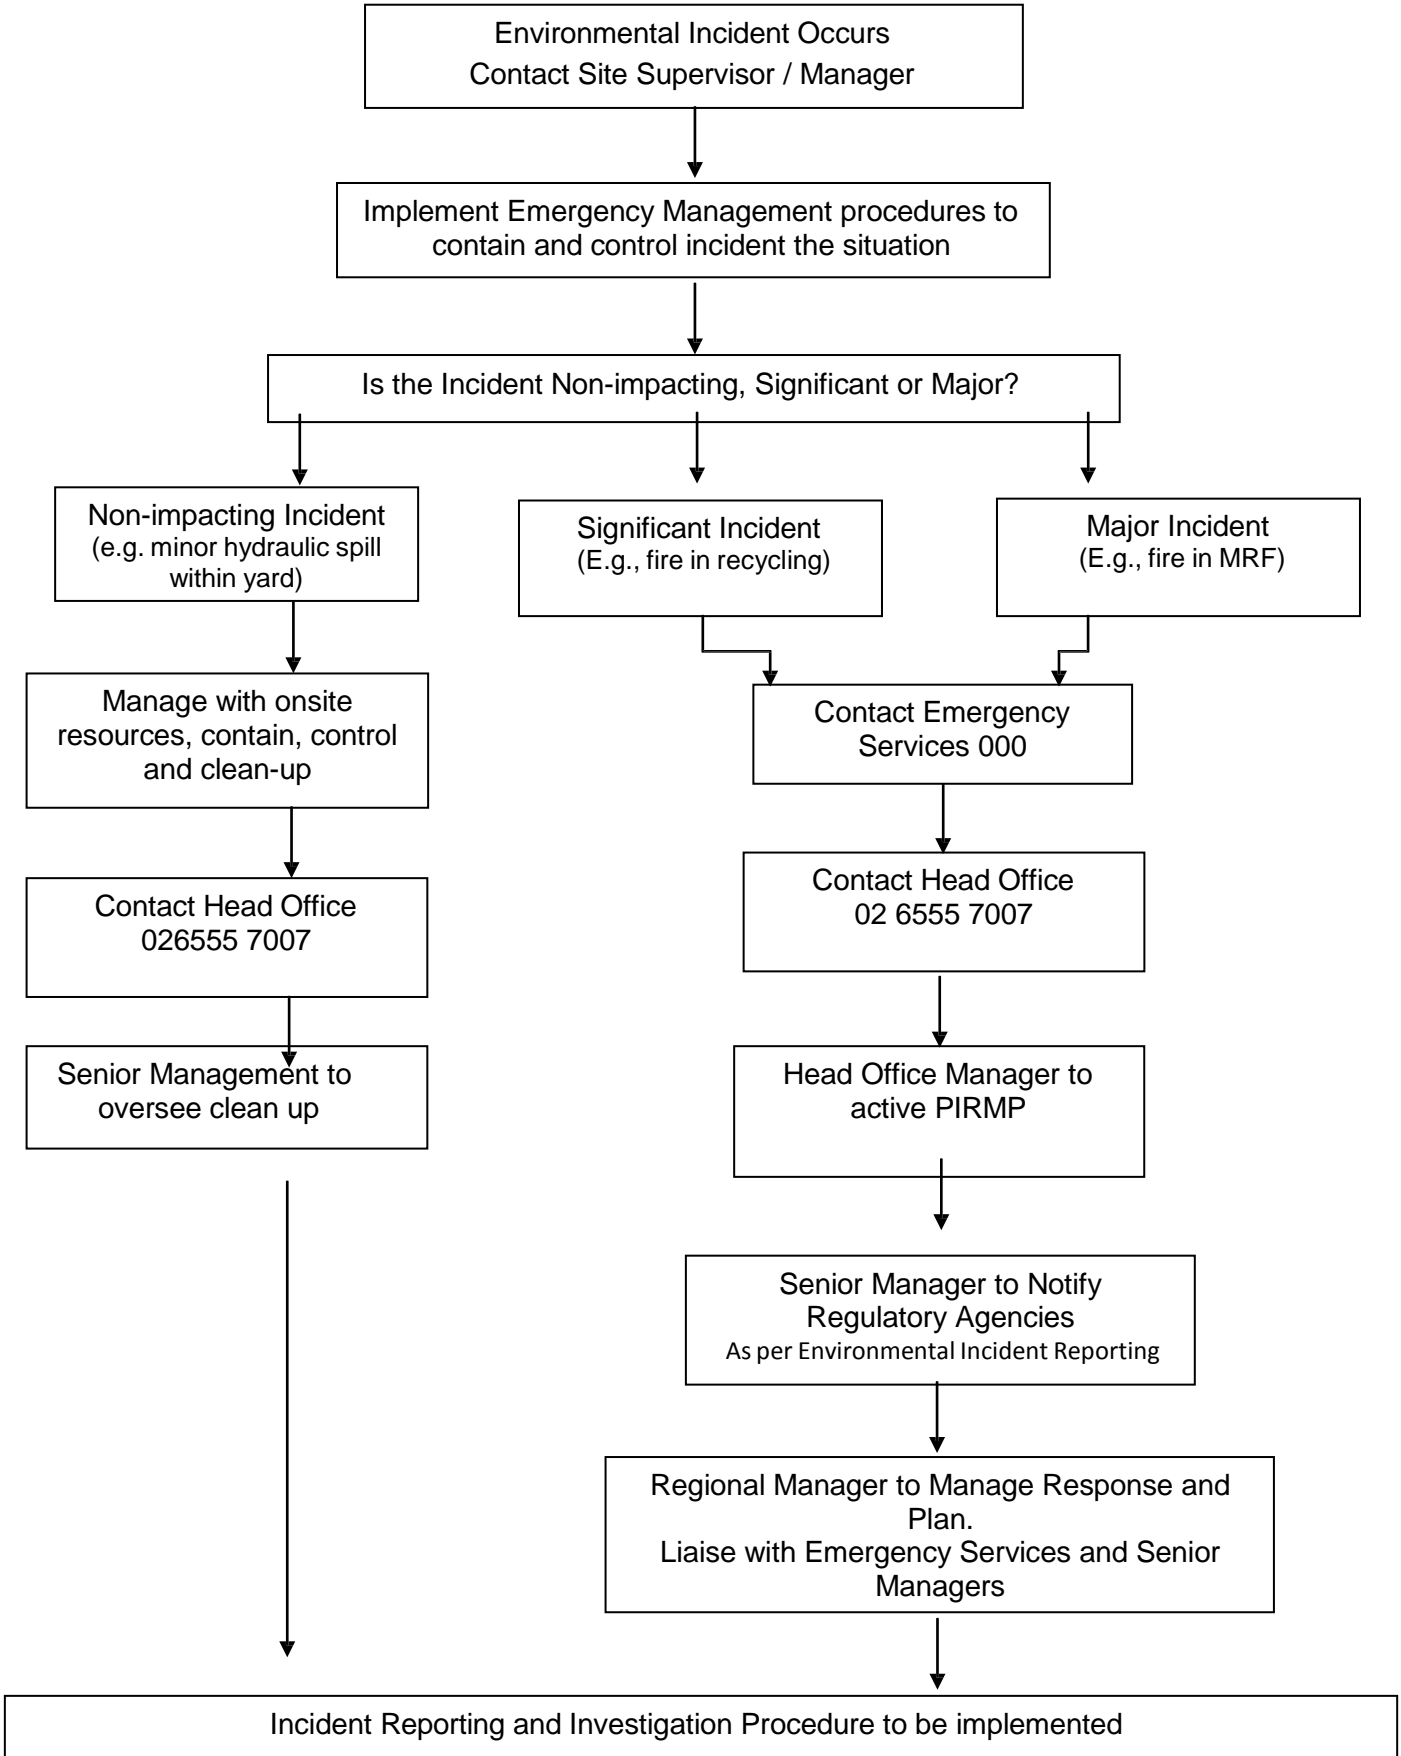 Environmental Incident Occurs
Contact Site Supervisor / Manager
Implement Emergency Management procedures to
contain and control incident the situation
Is the Incident Non-impacting, Significant or Major?
Non-impacting Incident
(e.g. minor hydraulic spill
within yard)
Significant Incident
(E.g., fire in recycling)
Major Incident
(E.g., fire in MRF)
Manage with onsite
resources, contain, control
and clean-up
Contact Emergency
Services 000
Contact Head Office
026555 7007
Contact Head Office
02 6555 7007
Senior Management to
oversee clean up
Head Office Manager to
active PIRMP
Senior Manager to Notify
Regulatory Agencies
As per Environmental Incident Reporting
Regional Manager to Manage Response and
Plan.
Liaise with Emergency Services and Senior
Managers
Incident Reporting and Investigation Procedure to be implemented